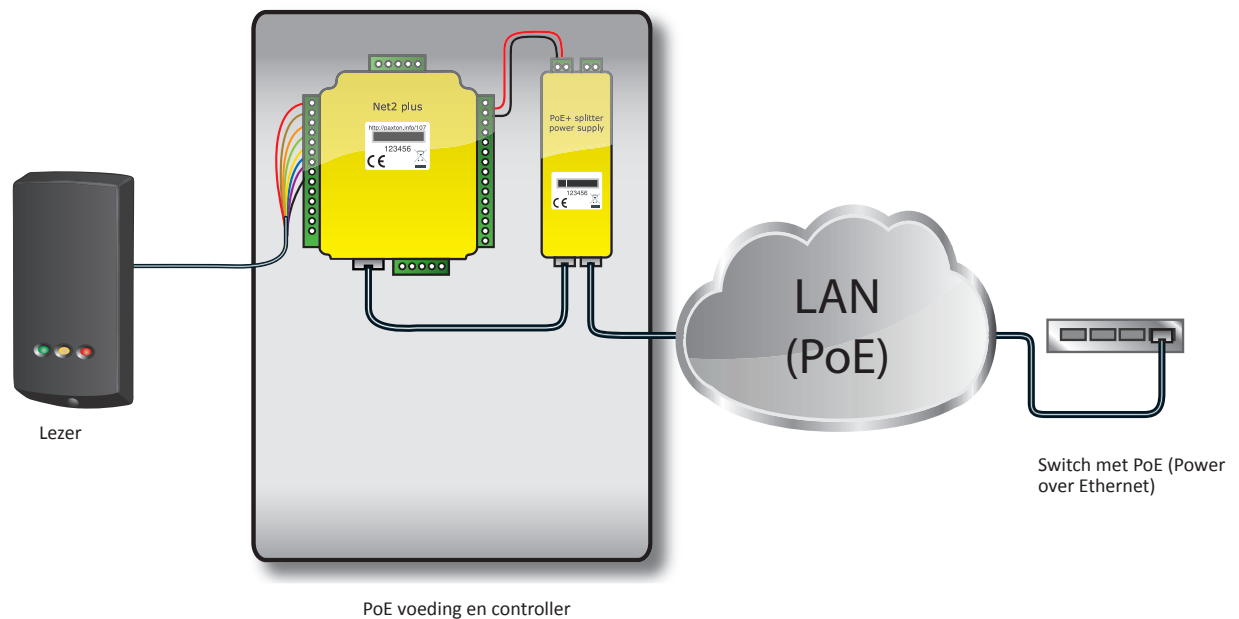 Net2 plus
http://paxton.info/107
123456
CE
PoE+ splitter
power supply
123456
CE
LAN
(PoE)
Lezer
Switch met PoE (Power
over Ethernet)
PoE voeding en controller